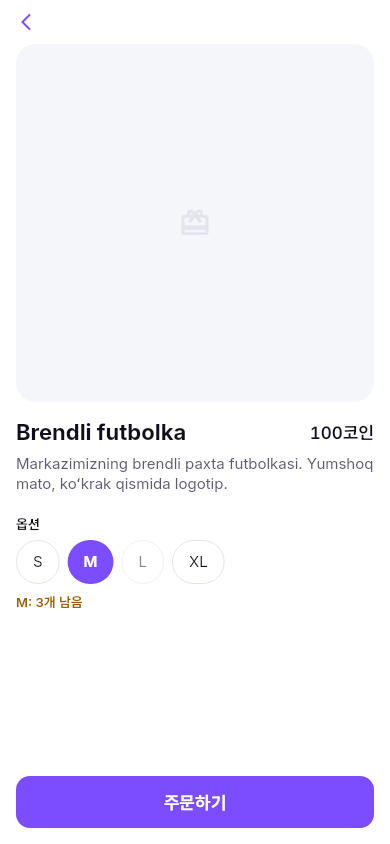 Brendli futbolka
100코인
Markazimizning brendli paxta futbolkasi. Yumshoq
mato, koʻkrak qismida logotip.
옵션
S
M
L
XL
M: 3개 남음
주문하기